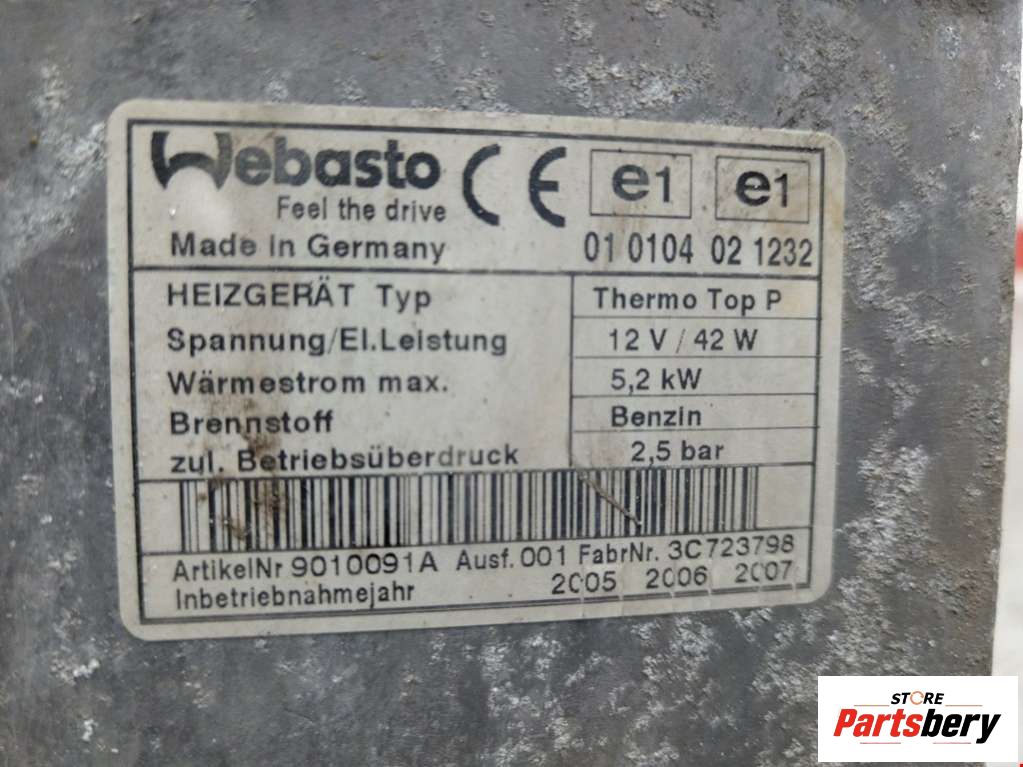 Webasto CE e1 e1
Feel the drive
Made in Germany 01 0104 02 1232
HEIZGERÄT Typ Thermo Top P
Spannung/El.Leistung 12 V / 42 W
Wärmestrom max. 5,2 kW
Brennstoff Benzin
zul. Betriebsüberdruck 2,5 bar
ArtikelNr 9010091A Ausf. 001 FabrNr. 3C723798
Inbetriebnahmejahr 2005 2006 2007
STORE
Partsbery